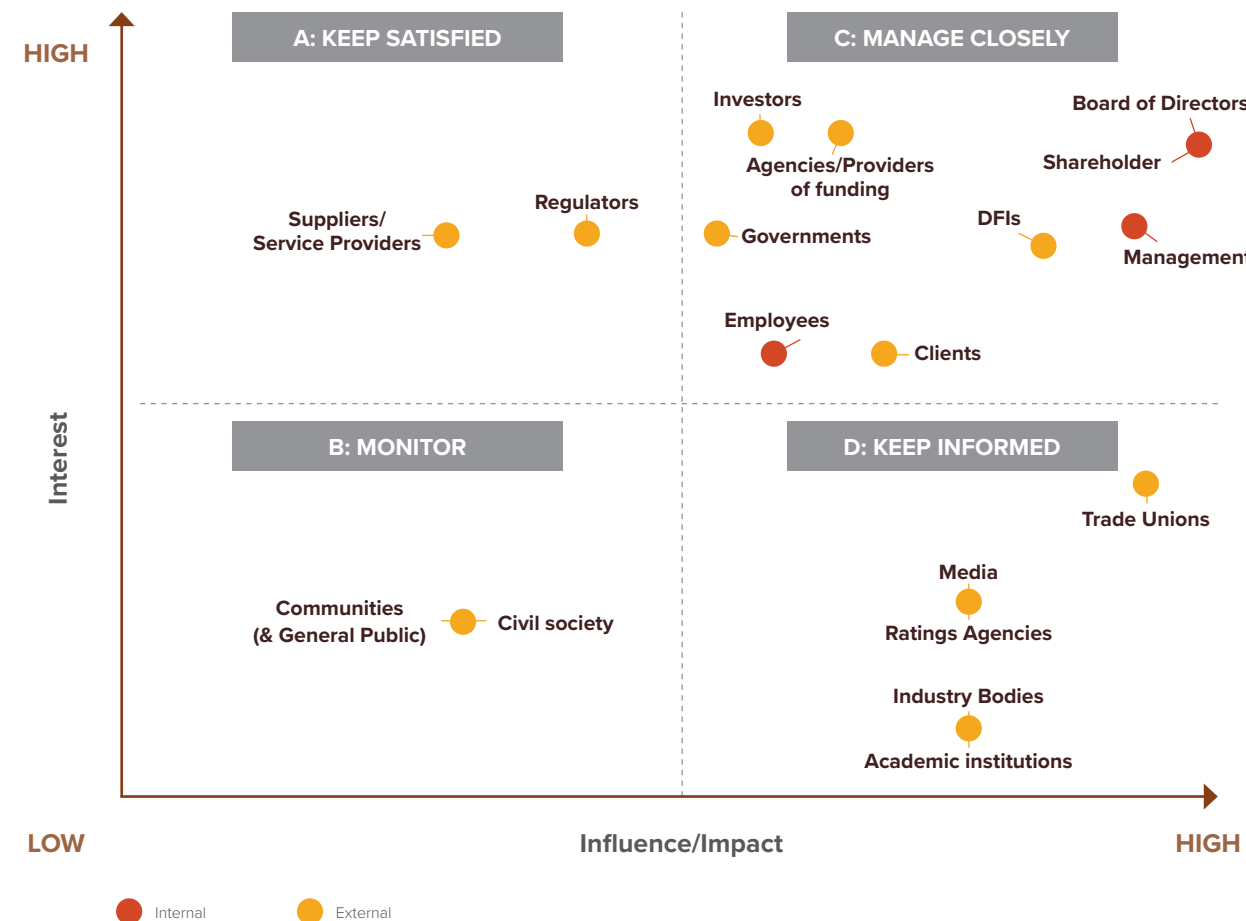 HIGH
A: KEEP SATISFIED
C: MANAGE CLOSELY
Investors
Board of Directors
Agencies/Providers
of funding
Shareholder
Suppliers/
Service Providers
Regulators
Governments
DFIs
Management
Employees
Clients
Interest
B: MONITOR
D: KEEP INFORMED
Trade Unions
Media
Ratings Agencies
Communities
(& General Public)
Civil society
Industry Bodies
Academic institutions
LOW
Influence/Impact
HIGH
Internal
External